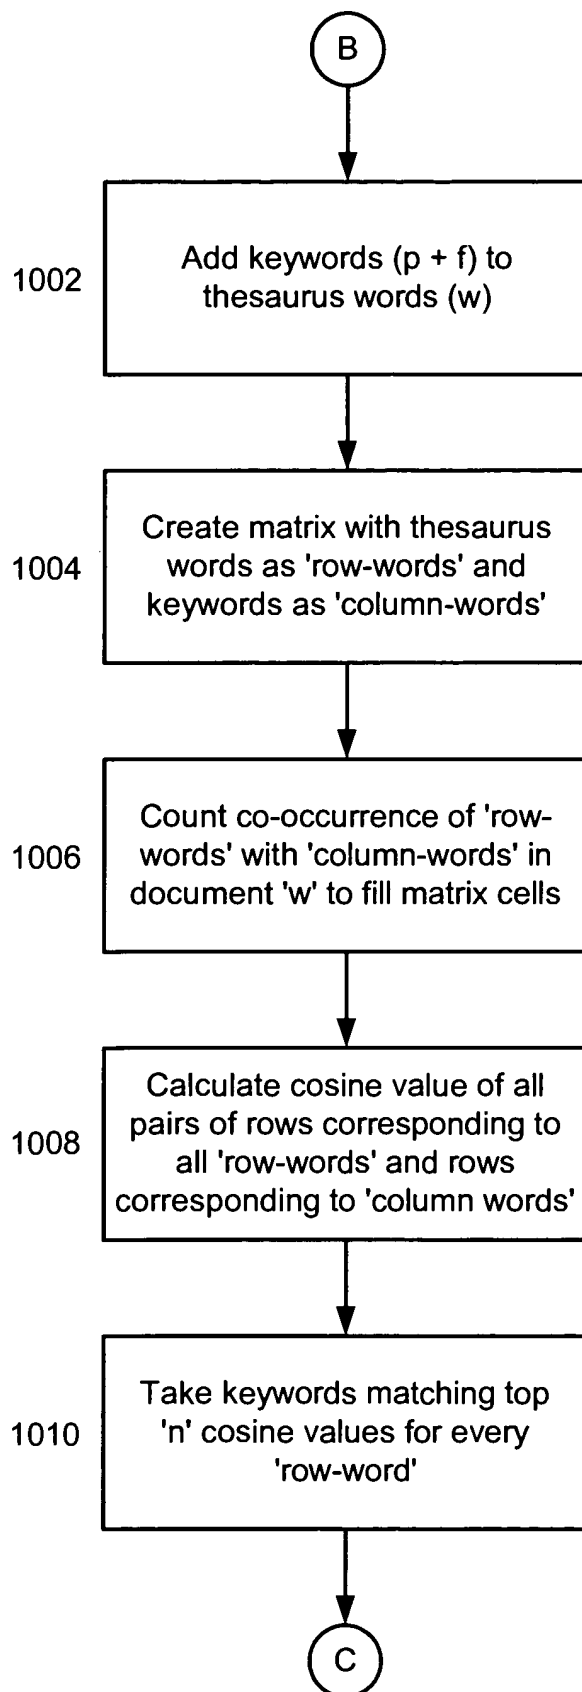 B
1002
Add keywords (p + f) to
thesaurus words (w)
1004
Create matrix with thesaurus
words as 'row-words' and
keywords as 'column-words'
1006
Count co-occurrence of 'row-
words' with 'column-words' in
document 'w' to fill matrix cells
1008
Calculate cosine value of all
pairs of rows corresponding to
all 'row-words' and rows
corresponding to 'column words'
1010
Take keywords matching top
'n' cosine values for every
'row-word'
C